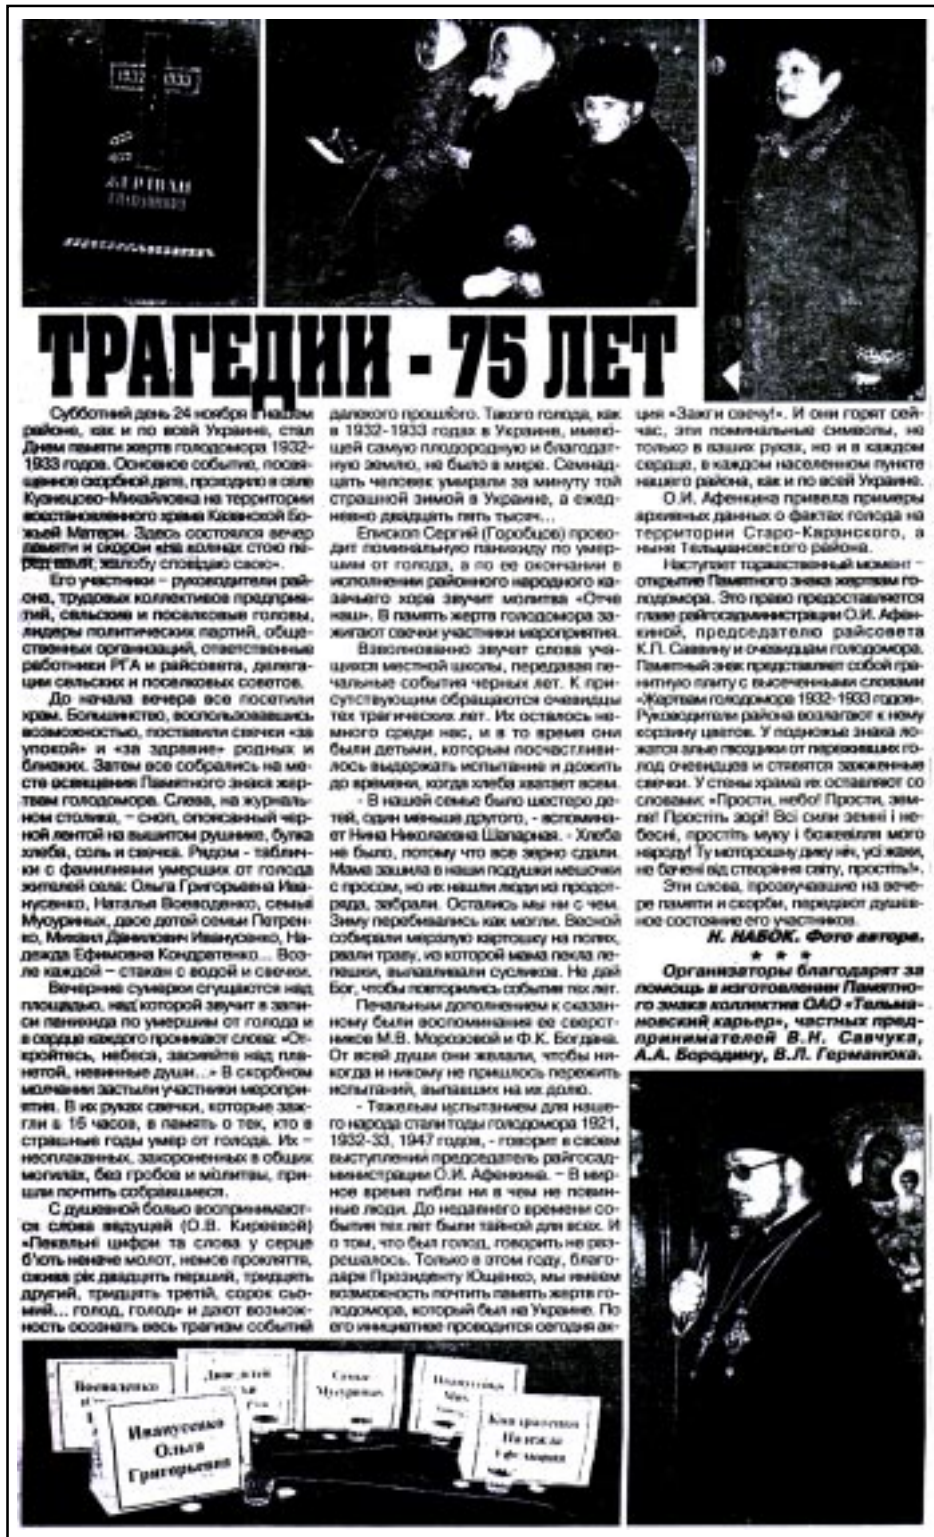 1932 1933
ЖЕРТВАМ
ГОЛОДОМОРА
ТРАГЕДИИ - 75 ЛЕТ
Субботний день 24 ноября в нашем
районе, как и по всей Украине, стал
Днем памяти жертв голодомора 1932-
1933 годов. Основное событие, посвя-
щенное скорбной дате, проходило в селе
Кузнецово-Михайловка на территории
восстановленного храма Казанской Бо-
жьей Матери. Здесь состоялся вечер
памяти и скорби «На колінах стою пе-
ред вами, жалобу сповідаю свою».
Его участники – руководители рай-
она, трудовых коллективов предприя-
тий, сельские и поселковые головы,
лидеры политических партий, обще-
ственных организаций, ответственные
работники РГА и райсовета, делега-
ции сельских и поселковых советов.
До начала вечера все посетили
храм. Большинство, воспользовавшись
возможностью, поставили свечки «за
упокой» и «за здравие» родных и
близких. Затем все собрались на ме-
сте освящения Памятного знака жер-
твам голодомора. Слева, на журналь-
ном столике, – сноп, опоясанный чер-
ной лентой на вышитом рушнике, булка
хлеба, соль и свечка. Рядом - таблич-
ки с фамилиями умерших от голода
жителей села: Ольга Григорьевна Ива-
нусенко, Наталья Воеводенко, семья
Мусуриных, двое детей семьи Петрен-
ко, Михаил Данилович Иванусенко, На-
дежда Ефимовна Кондратенко... Воз-
ле каждой – стакан с водой и свечки.
Вечерние сумерки сгущаются над
площадью, над которой звучит в запи-
си панихида по умершим от голода и
в сердце каждого проникают слова: «От-
кройтесь, небеса, засияйте над пла-
нетой, невинные души...» В скорбном
молчании застыли участники меропри-
ятия. В их руках свечки, которые заж-
гли в 16 часов, в память о тех, кто в
страшные годы умер от голода. Их –
неоплаканных, захороненных в общих
могилах, без гробов и молитвы, при-
шли почтить собравшиеся.
С душевной болью воспринимают-
ся слова ведущей (О.В. Киреевой)
«Пекельні цифри та слова у серце
б'ють неначе молот, немов прокляття,
ожива рік двадцять перший, тридцять
другий, тридцять третій, сорок сьо-
мий... голод, голод» и дают возмож-
ность осознать весь трагизм событий
далекого прошлого. Такого голода, как
в 1932-1933 годах в Украине, имею-
щей самую плодородную и благодат-
ную землю, не было в мире. Семнад-
цать человек умирали за минуту той
страшной зимой в Украине, а ежед-
невно двадцать пять тысяч...
Епископ Сергий (Горобцов) прово-
дит поминальную панихиду по умер-
шим от голода, а по ее окончании в
исполнении районного народного ка-
зачьего хора звучит молитва «Отче
наш». В память жертв голодомора за-
жигают свечки участники мероприятия.
Взволнованно звучат слова уча-
щихся местной школы, передавая пе-
чальные события черных лет. К при-
сутствующим обращаются очевидцы
тех трагических лет. Их осталось не-
много среди нас, и в то время они
были детьми, которым посчастливи-
лось выдержать испытание и дожить
до времени, когда хлеба хватает всем.
- В нашей семье было шестеро де-
тей, один меньше другого, - вспомина-
ет Нина Николаевна Шапарная. - Хлеба
не было, потому что все зерно сдали.
Мама зашила в наши подушки мешочки
с просом, но их нашли люди из продот-
ряда, забрали. Остались мы ни с чем.
Зиму перебивались как могли. Весной
собирали мерзлую картошку на полях,
рвали траву, из которой мама пекла ле-
пешки, вылавливали сусликов. Не дай
Бог, чтобы повторились события тех лет.
Печальным дополнением к сказан-
ному были воспоминания ее сверст-
ников М.В. Морозовой и Ф.К. Богдана.
От всей души они желали, чтобы ни-
когда и никому не пришлось пережить
испытаний, выпавших на их долю.
- Тяжелым испытанием для наше-
го народа стали годы голодомора 1921,
1932-33, 1947 годов, - говорит в своем
выступлении председатель райгосад-
министрации О.И. Афенкина. – В мир-
ное время гибли ни в чем не повин-
ные люди. До недавнего времени со-
бытия тех лет были тайной для всех. И
о том, что был голод, говорить не раз-
решалось. Только в этом году, благо-
даря Президенту Ющенко, мы имеем
возможность почтить память жертв го-
лодомора, который был на Украине. По
его инициативе проводится сегодня ак-
ция «Зажги свечу!». И они горят сей-
час, эти поминальные символы, не
только в ваших руках, но и в каждом
сердце, в каждом населенном пункте
нашего района, как и по всей Украине.
О.И. Афенкина привела примеры
архивных данных о фактах голода на
территории Старо-Каранского, а
ныне Тельмановского района.
Наступает торжественный момент –
открытие Памятного знака жертвам го-
лодомора. Это право предоставляется
главе райгосадминистрации О.И. Афен-
киной, председателю райсовета
К.П. Саввину и очевидцам голодомора.
Памятный знак представляет собой гра-
нитную плиту с высеченными словами
«Жертвам голодомора 1932-1933 годов».
Руководители района возлагают к нему
корзину цветов. У подножья знака ло-
жатся алые гвоздики от переживших го-
лод очевидцев и ставятся зажженные
свечки. У стены храма их оставляют со
словами: «Прости, небо! Прости, зем-
ля! Простіть зорі! Всі сили земні і не-
бесні, простіть муку і божевілля мого
народу! Ту моторошну дику ніч, усі жахи,
не бачені від створіння світу, простіть!».
Эти слова, прозвучавшие на вече-
ре памяти и скорби, передают душев-
ное состояние его участников.
Н. НАБОК. Фото автора.
* * *
Организаторы благодарят за
помощь в изготовлении Памятно-
го знака коллектив ОАО «Тельма-
новский карьер», частных пред-
принимателей В.Н. Савчука,
А.А. Бородину, В.Л. Германюка.
Воеводенко
Двое детей
Семья
Мусуриных
Иванусенко
Иванусенко
Ольга
Григорьевна
Кондратенко
Надежда
Ефимовна